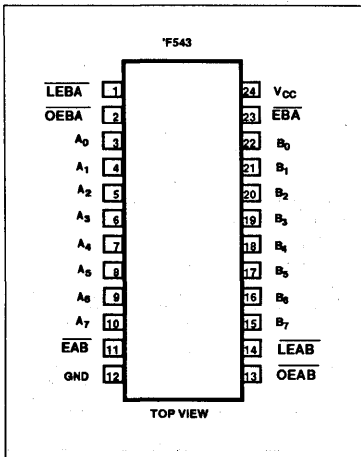 'F543
LEBA 1 24 VCC
OEBA 2 23 EBA
A0 3 22 B0
A1 4 21 B1
A2 5 20 B2
A3 6 19 B3
A4 7 18 B4
A5 8 17 B5
A6 9 16 B6
A7 10 15 B7
EAB 11 14 LEAB
GND 12 13 OEAB
TOP VIEW